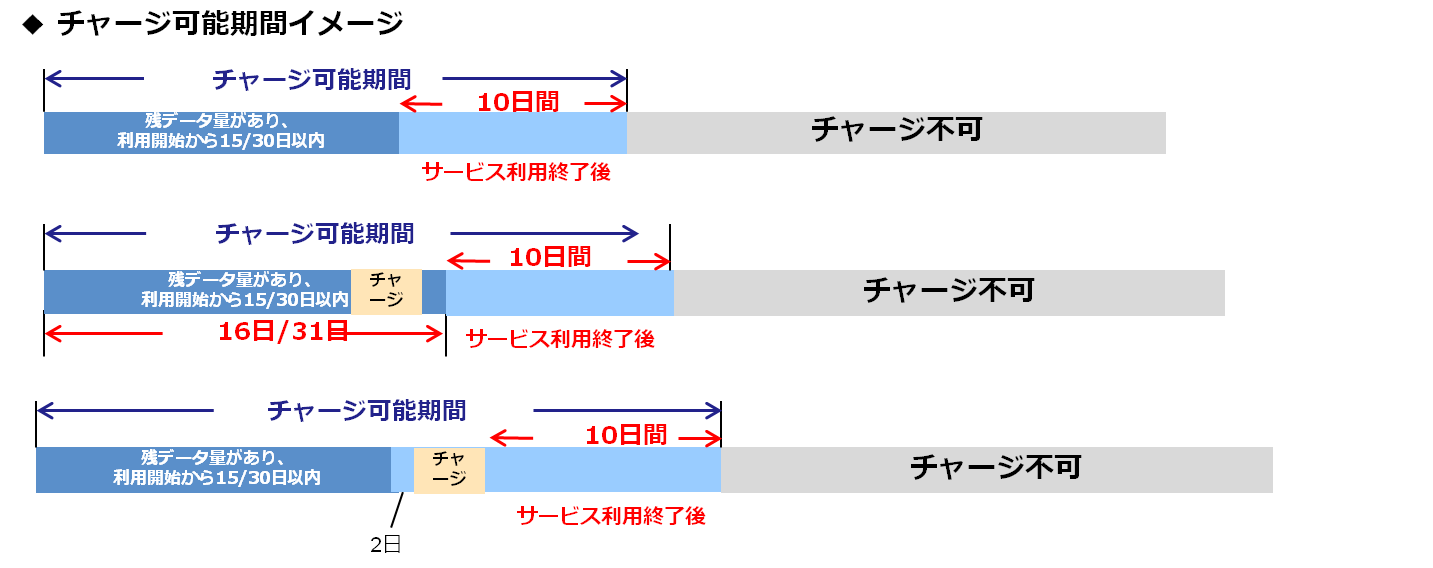 ◆ チャージ可能期間イメージ
チャージ可能期間
10日間
残データ量があり、
利用開始から15/30日以内
チャージ不可
サービス利用終了後
チャージ可能期間
10日間
残データ量があり、
利用開始から15/30日以内
チャ
ージ
チャージ不可
16日/31日
サービス利用終了後
チャージ可能期間
10日間
残データ量があり、
利用開始から15/30日以内
チャ
ージ
チャージ不可
サービス利用終了後
2日